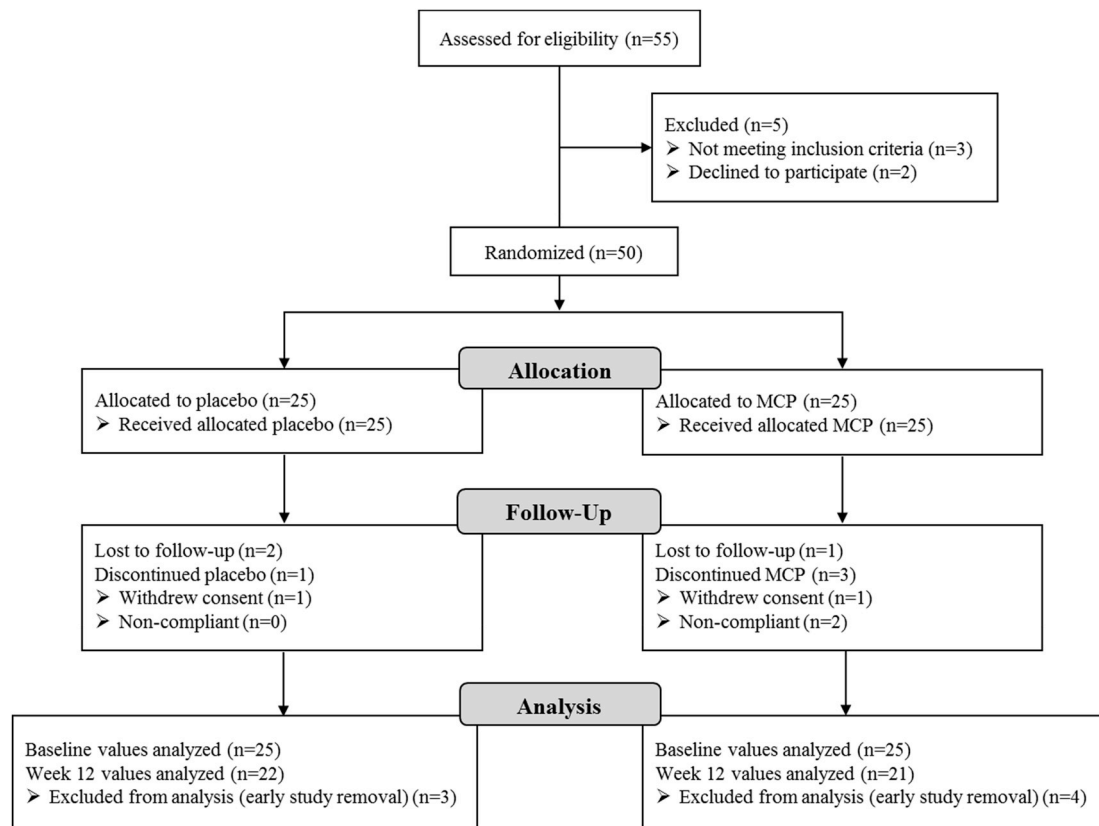 Assessed for eligibility (n=55)
Excluded (n=5)
➢ Not meeting inclusion criteria (n=3)
➢ Declined to participate (n=2)
Randomized (n=50)
Allocation
Allocated to placebo (n=25)
➢ Received allocated placebo (n=25)
Allocated to MCP (n=25)
➢ Received allocated MCP (n=25)
Follow-Up
Lost to follow-up (n=2)
Discontinued placebo (n=1)
➢ Withdrew consent (n=1)
➢ Non-compliant (n=0)
Lost to follow-up (n=1)
Discontinued MCP (n=3)
➢ Withdrew consent (n=1)
➢ Non-compliant (n=2)
Analysis
Baseline values analyzed (n=25)
Week 12 values analyzed (n=22)
➢ Excluded from analysis (early study removal) (n=3)
Baseline values analyzed (n=25)
Week 12 values analyzed (n=21)
➢ Excluded from analysis (early study removal) (n=4)